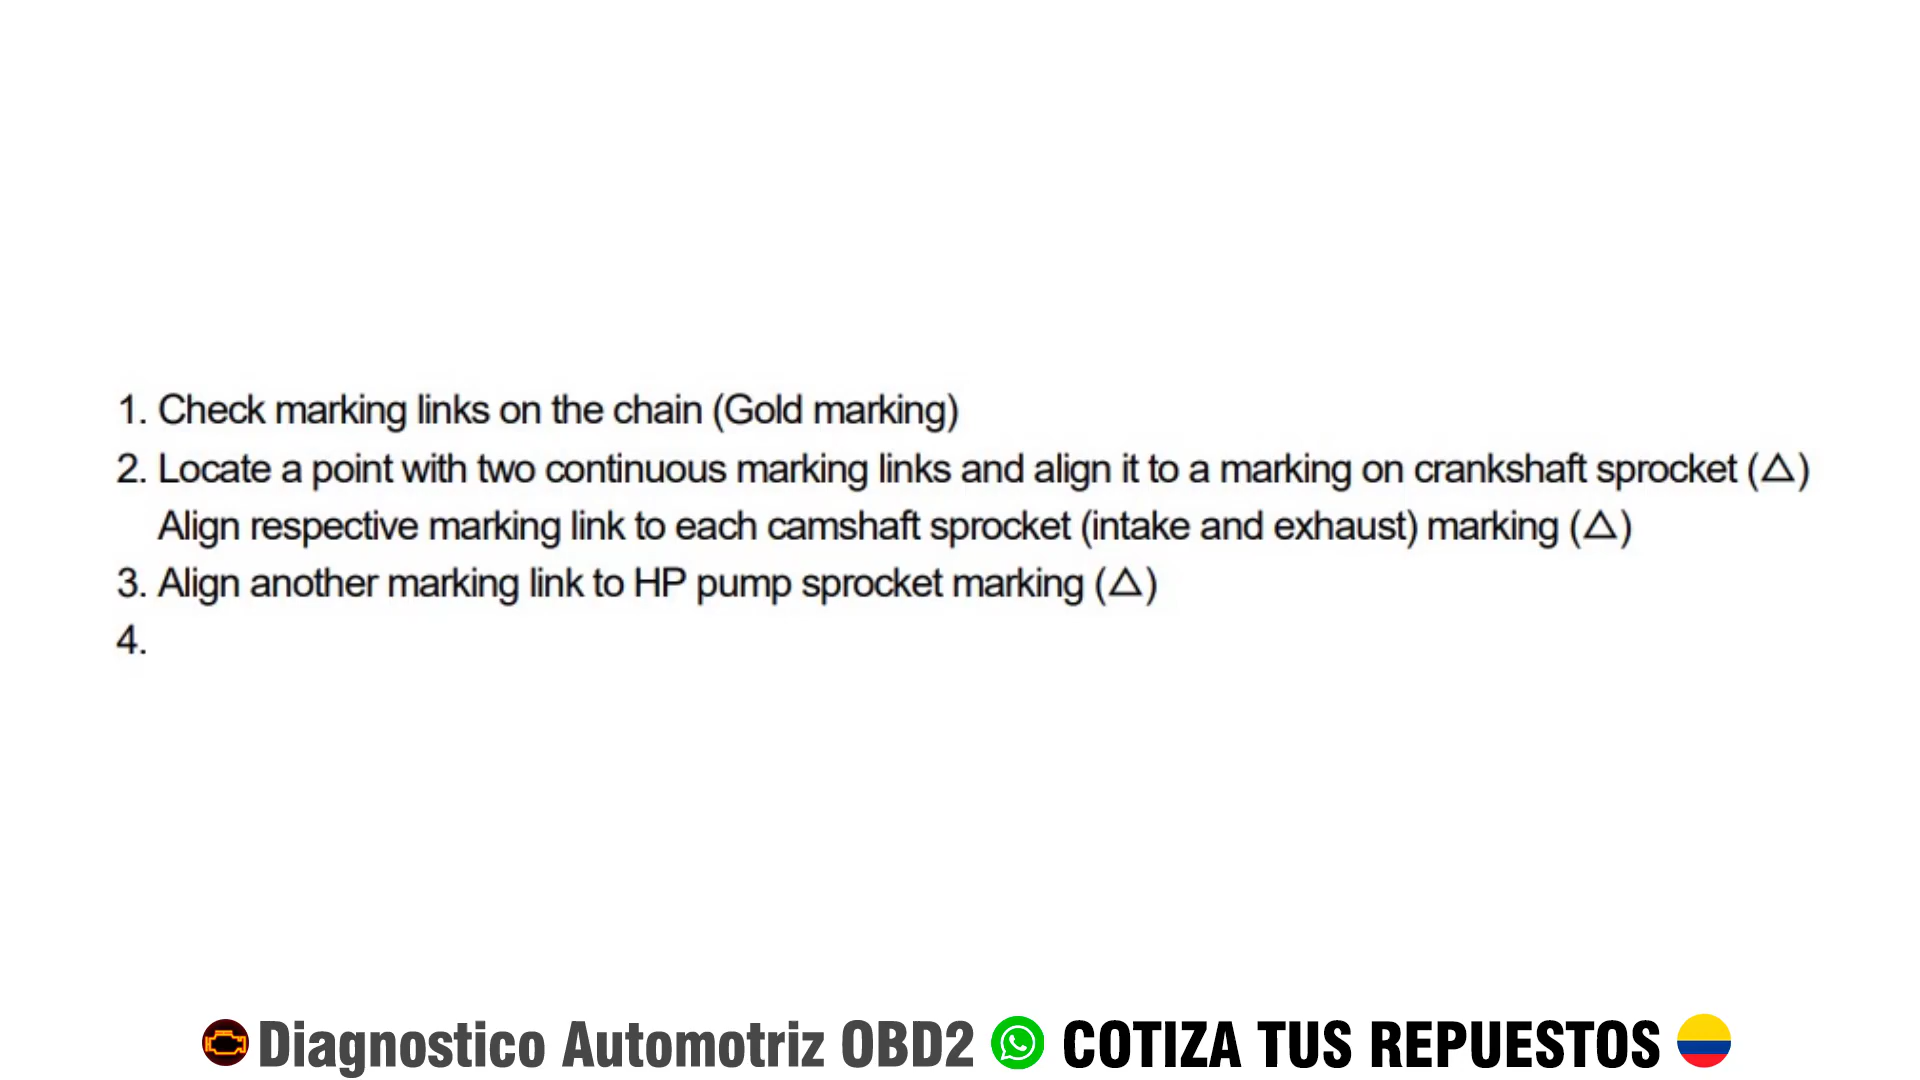 1. Check marking links on the chain (Gold marking)
2. Locate a point with two continuous marking links and align it to a marking on crankshaft sprocket (△)
Align respective marking link to each camshaft sprocket (intake and exhaust) marking (△)
3. Align another marking link to HP pump sprocket marking (△)
4.
Diagnostico Automotriz OBD2 COTIZA TUS REPUESTOS